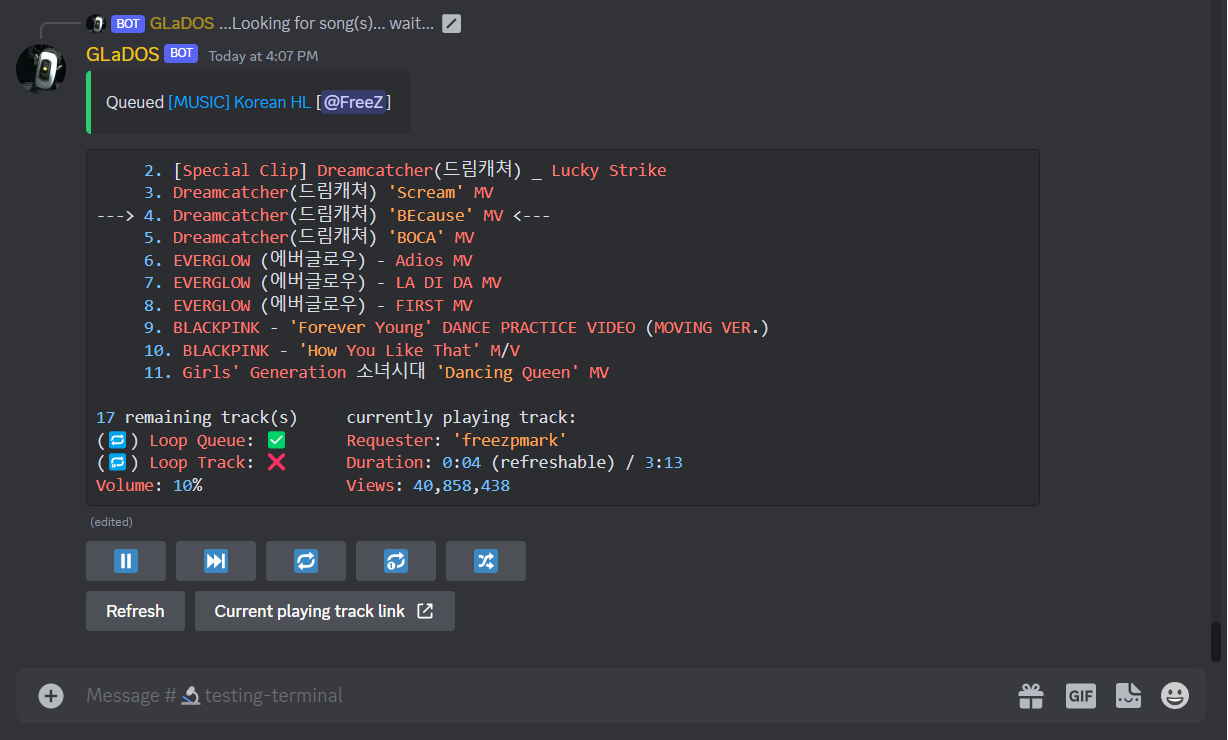 BOT GLaDOS ...Looking for song(s)... wait...
GLaDOS BOT Today at 4:07 PM
Queued [MUSIC] Korean HL [@FreeZ]
2. [Special Clip] Dreamcatcher(드림캐쳐) _ Lucky Strike
3. Dreamcatcher(드림캐쳐) 'Scream' MV
---> 4. Dreamcatcher(드림캐쳐) 'BEcause' MV <---
5. Dreamcatcher(드림캐쳐) 'BOCA' MV
6. EVERGLOW (에버글로우) - Adios MV
7. EVERGLOW (에버글로우) - LA DI DA MV
8. EVERGLOW (에버글로우) - FIRST MV
9. BLACKPINK - 'Forever Young' DANCE PRACTICE VIDEO (MOVING VER.)
10. BLACKPINK - 'How You Like That' M/V
11. Girls' Generation 소녀시대 'Dancing Queen' MV
17 remaining track(s) currently playing track:
(🔁) Loop Queue: ✅ Requester: 'freezpmark'
(🔁) Loop Track: ❌ Duration: 0:04 (refreshable) / 3:13
Volume: 10% Views: 40,858,438
(edited)
Refresh Current playing track link
Message #🔬testing-terminal GIF